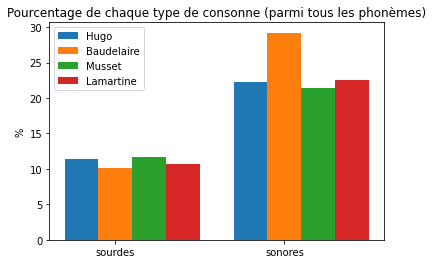 Pourcentage de chaque type de consonne (parmi tous les phonèmes)
Hugo
Baudelaire
Musset
Lamartine
%
30
25
20
15
10
5
0
sourdes
sonores